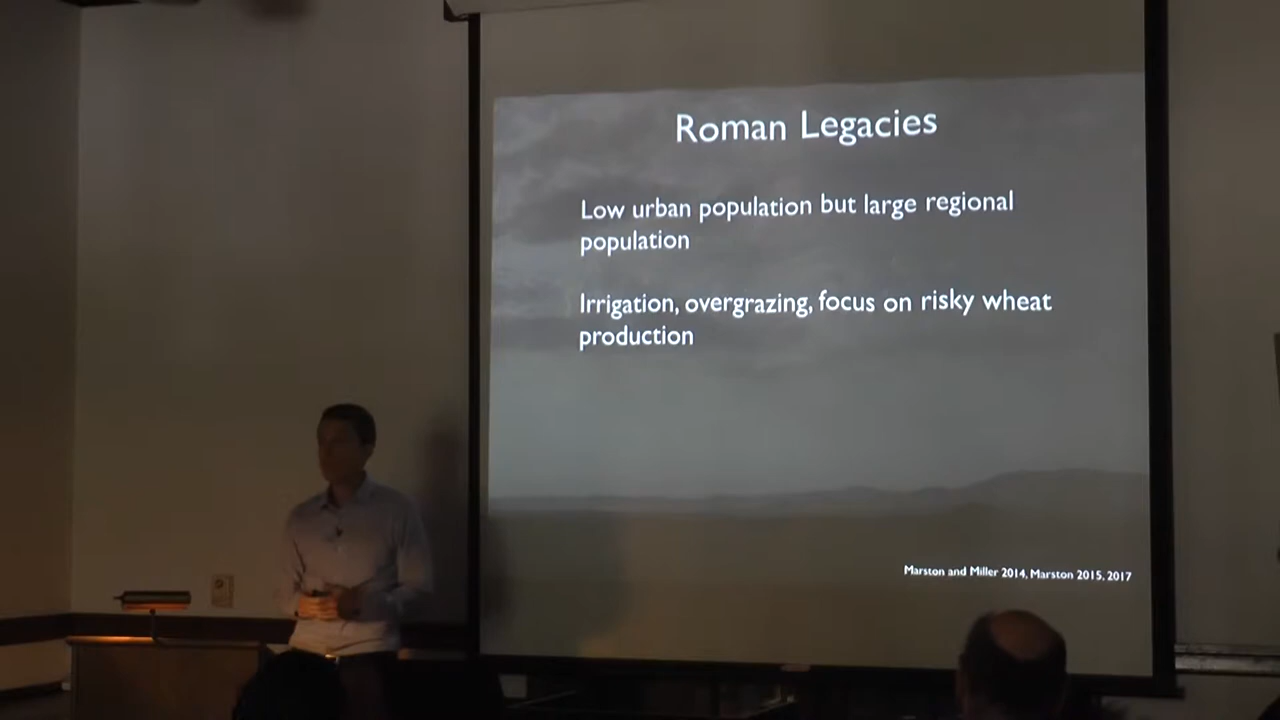 Roman Legacies
Low urban population but large regional
population
Irrigation, overgrazing, focus on risky wheat
production
Marston and Miller 2014, Marston 2015, 2017